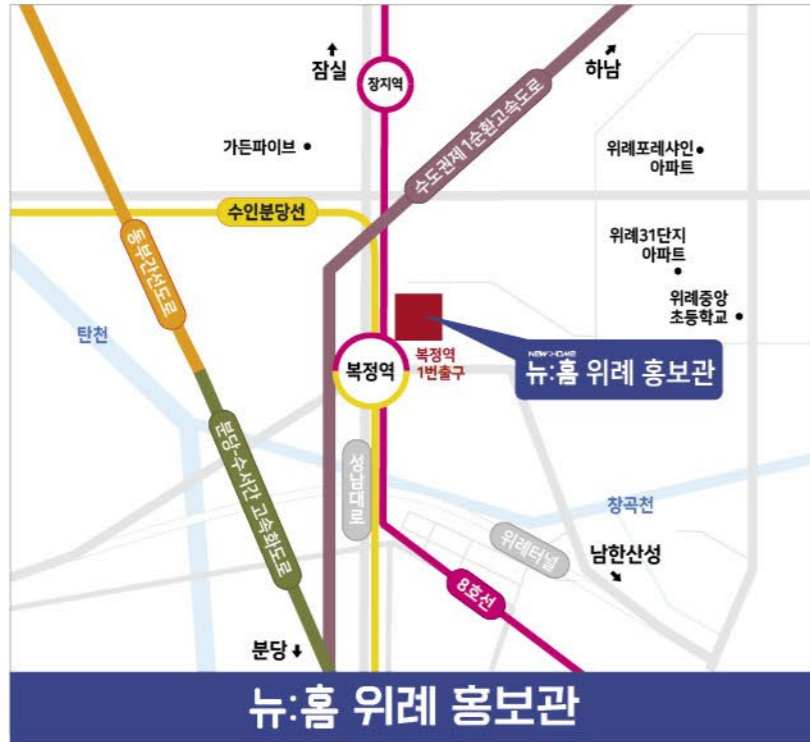 잠실
장지역
하남
가든파이브
수도권제1순환고속도로
위례포레샤인
아파트
수인분당선
동부간선도로
위례31단지
아파트
위례중앙
초등학교
탄천
복정역
복정역
1번출구
NEW:HOME
뉴:홈 위례 홍보관
분당-수서간 고속화도로
성남대로
창곡천
위례터널
남한산성
8호선
분당
뉴:홈 위례 홍보관